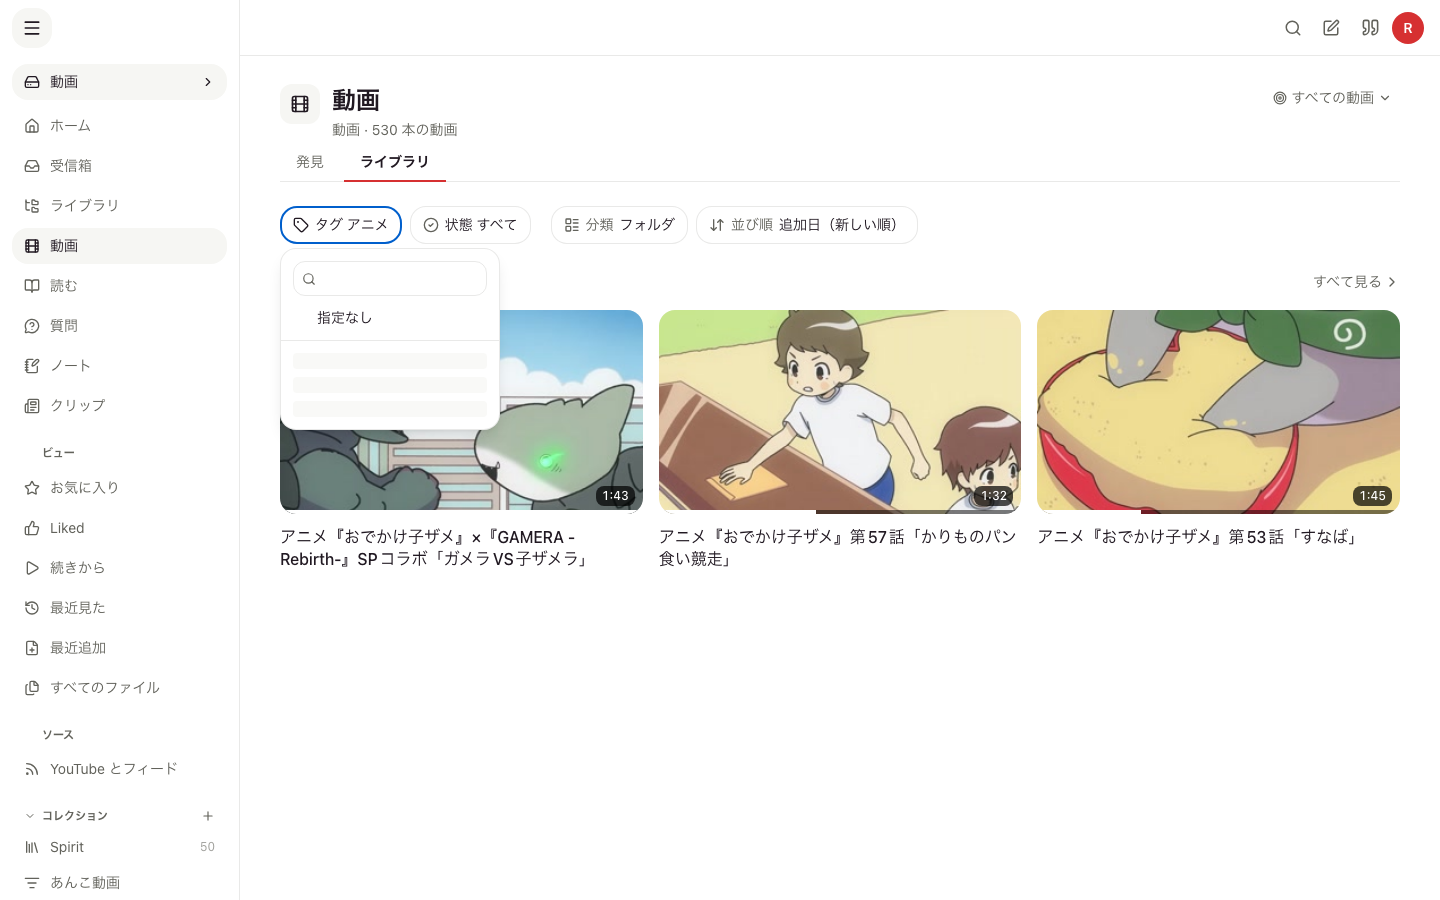 R
動画
ホーム
受信箱
ライブラリ
動画
読む
質問
ノート
クリップ
ビュー
お気に入り
Liked
続きから
最近見た
最近追加
すべてのファイル
ソース
YouTube とフィード
コレクション
Spirit 50
あんこ動画
動画
動画 · 530 本の動画
すべての動画
発見 ライブラリ
タグ アニメ 状態 すべて 分類 フォルダ 並び順 追加日（新しい順）
指定なし
すべて見る
1:43
アニメ『おでかけ子ザメ』×『GAMERA -
Rebirth-』SPコラボ「ガメラVS子ザメラ」
1:32
アニメ『おでかけ子ザメ』第57話「かりものパン
食い競走」
1:45
アニメ『おでかけ子ザメ』第53話「すなば」